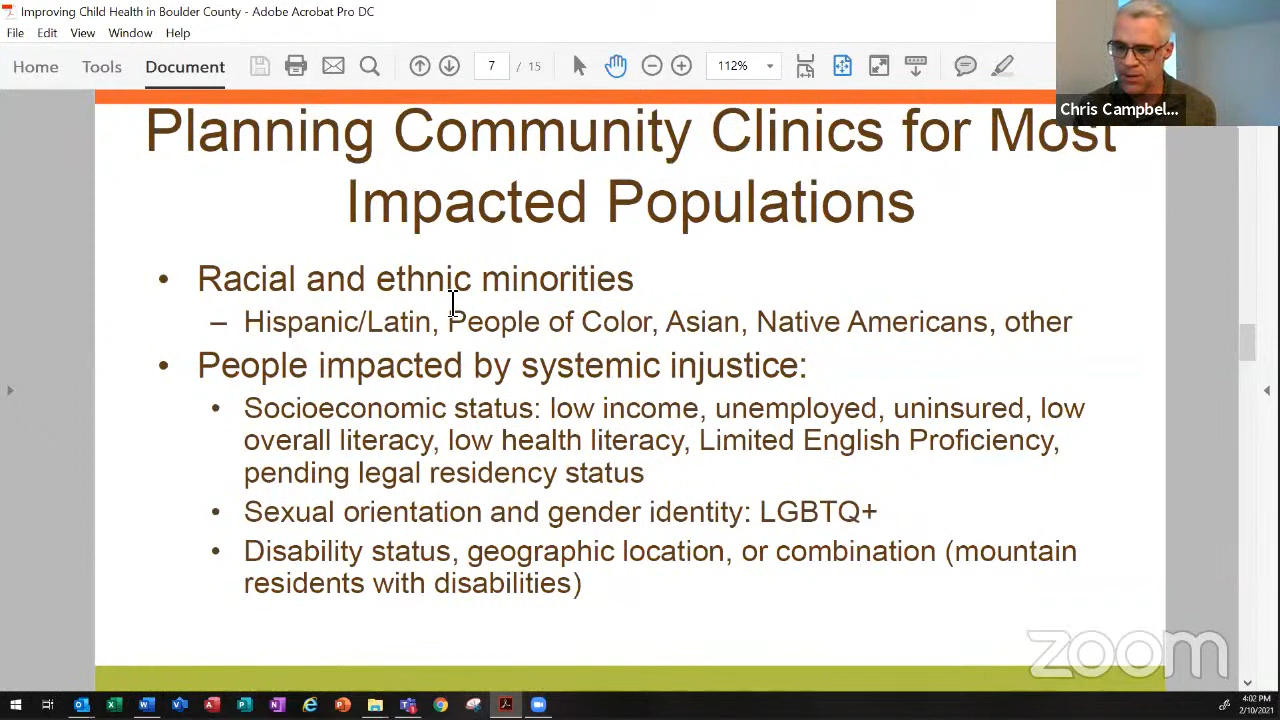 Improving Child Health in Boulder County - Adobe Acrobat Pro DC
File Edit View Window Help
Home Tools Document 7 / 15 112%
Chris Campbel...
Planning Community Clinics for Most
Impacted Populations
• Racial and ethnic minorities
– Hispanic/Latin, People of Color, Asian, Native Americans, other
• People impacted by systemic injustice:
• Socioeconomic status: low income, unemployed, uninsured, low
overall literacy, low health literacy, Limited English Proficiency,
pending legal residency status
• Sexual orientation and gender identity: LGBTQ+
• Disability status, geographic location, or combination (mountain
residents with disabilities)
zoom
4:02 PM
2/10/2021